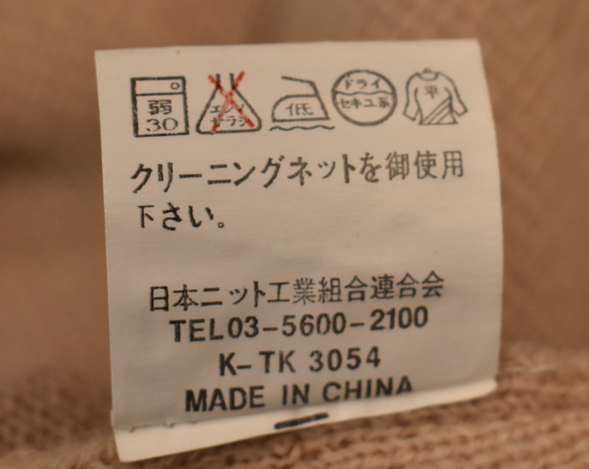 弱 30 エンソ サラシ 低 ドライ セキユ系 平
クリーニングネットを御使用
下さい。
日本ニット工業組合連合会
TEL03-5600-2100
K-TK 3054
MADE IN CHINA